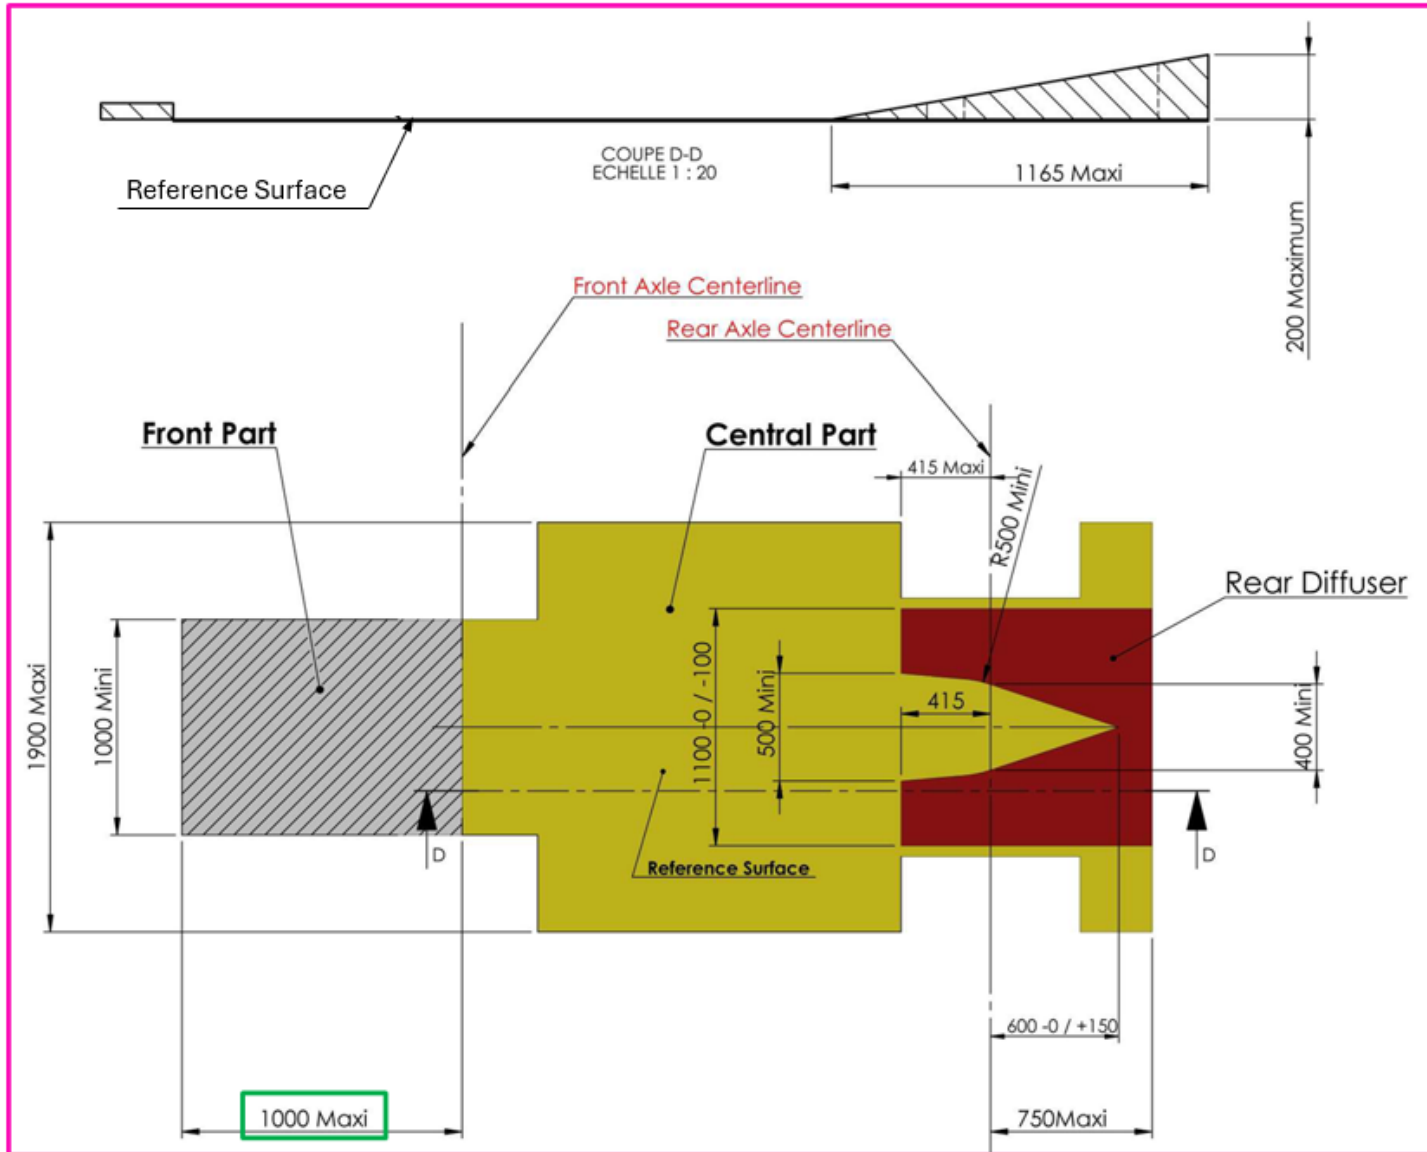 Reference Surface
COUPE D-D
ECHELLE 1 : 20
1165 Maxi
200 Maximum
Front Axle Centerline
Rear Axle Centerline
Front Part
Central Part
415 Maxi
R500 Mini
Rear Diffuser
1900 Maxi
1000 Mini
1100 -0 / -100
500 Mini
415
400 Mini
D
Reference Surface
D
600 -0 / +150
1000 Maxi
750Maxi